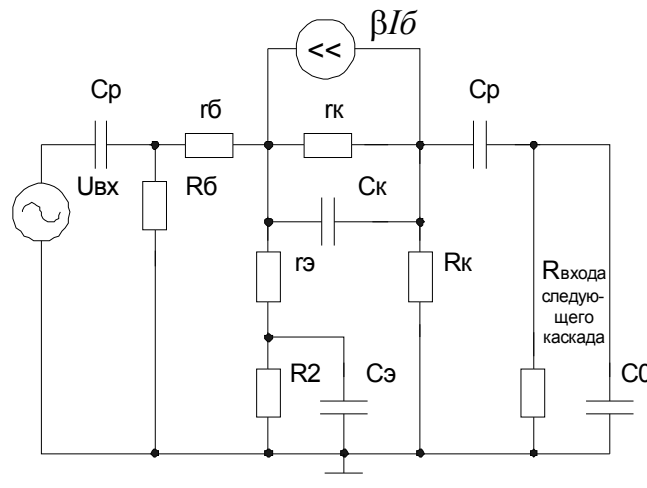 βIб
<<
Cр
rб
rк
Cр
Uвх
Rб
Cк
rэ
Rк
Rвхода
следую-
щего
каскада
R2
Cэ
C0